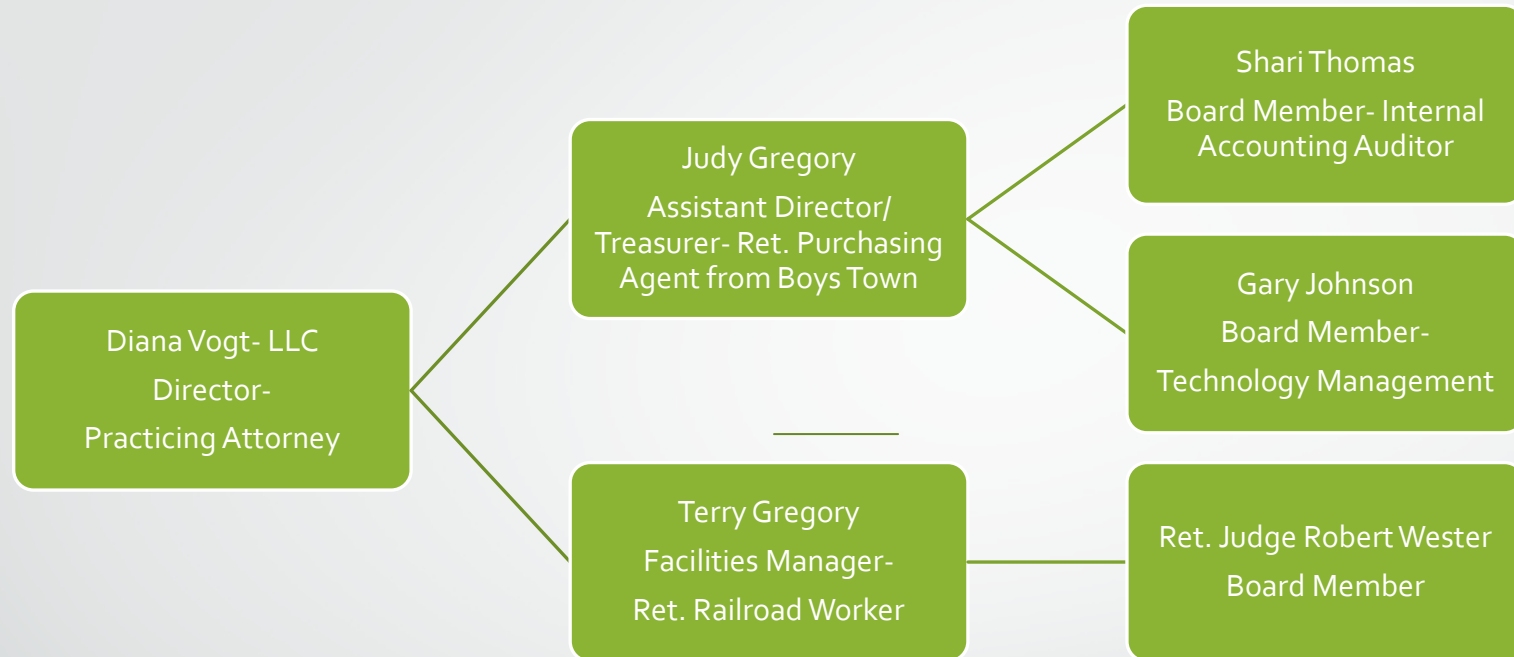 Diana Vogt- LLC
Director-
Practicing Attorney
Judy Gregory
Assistant Director/
Treasurer- Ret. Purchasing
Agent from Boys Town
Terry Gregory
Facilities Manager-
Ret. Railroad Worker
Shari Thomas
Board Member- Internal
Accounting Auditor
Gary Johnson
Board Member-
Technology Management
Ret. Judge Robert Wester
Board Member